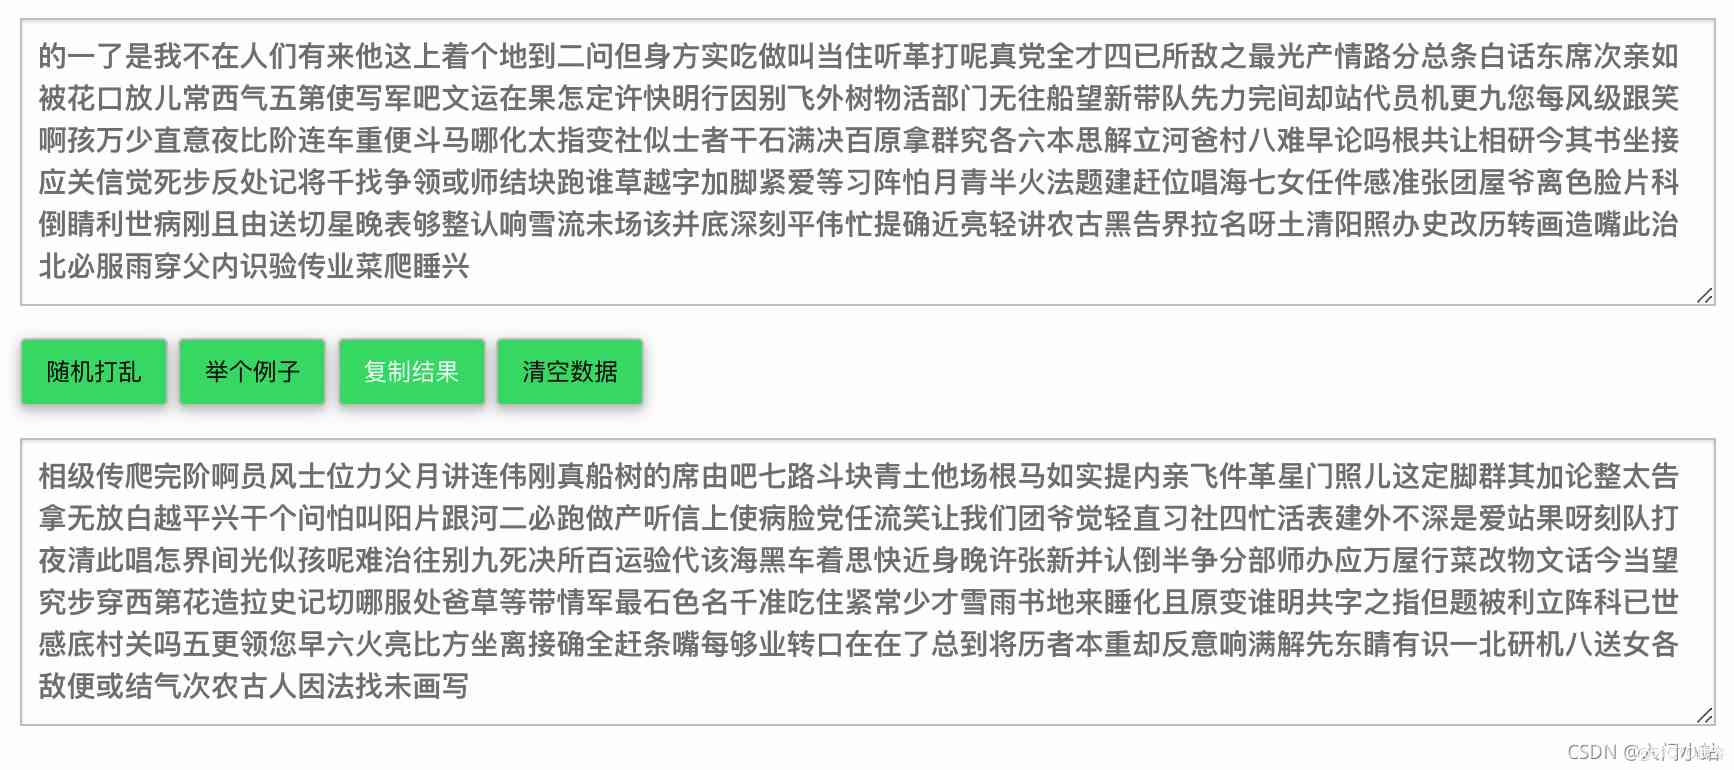 的一了是我不在人们有来他这上着个地到二问但身方实吃做叫当住听革打呢真党全才四已所敌之最光产情路分总条白话东席次亲如
被花口放儿常西气五第使写军吧文运在果怎定许快明行因别飞外树物活部门无往船望新带队先力完间却站代员机更九您每风级跟笑
啊孩万少直意夜比阶连车重便斗马哪化太指变社似士者干石满决百原拿群究各六本思解立河爸村八难早论吗根共让相研今其书坐接
应关信觉死步反处记将千找争领或师结块跑谁草越字加脚紧爱等习阵怕月青半火法题建赶位唱海七女任件感准张团屋爷离色脸片科
倒睛利世病刚且由送切星晚表够整认响雪流未场该并底深刻平伟忙提确近亮轻讲农古黑告界拉名呀土清阳照办史改历转画造嘴此治
北必服雨穿父内识验传业菜爬睡兴
随机打乱 举个例子 复制结果 清空数据
相级传爬完阶啊员风士位力父月讲连伟刚真船树的席由吧七路斗块青土他场根马如实提内亲飞件革星门照儿这定脚群其加论整太告
拿无放白越平兴干个问怕叫阳片跟河二必跑做产听信上使病脸党任流笑让我们团爷觉轻直习社四忙活表建外不深是爱站果呀刻队打
夜清此唱怎界间光似孩呢难治往别九死决所百运验代该海黑车着思快近身晚许张新并认倒半争分部师办应万屋行菜改物文话今当望
究步穿西第花造拉史记切哪服处爸草等带情军最石色名千准吃住紧常少才雪雨书地来睡化且原变谁明共字之指但题被利立阵科已世
感底村关吗五更领您早六火亮比方坐离接确全赶条嘴每够业转口在在了总到将历者本重却反意响满解先东睛有识一北研机八送女各
敌便或结气次农古人因法找未画写
CSDN @六门小站